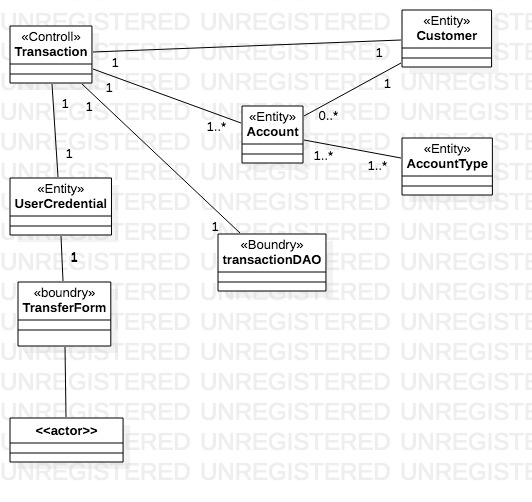 «Controll»
Transaction
«Entity»
Customer
1
1
1
1
1
1
0..*
«Entity»
Account
1..*
1..*
1..*
«Entity»
AccountType
1
«Entity»
UserCredential
1
«Boundry»
transactionDAO
1
«boundry»
TransferForm
<<actor>>
UNREGISTERED